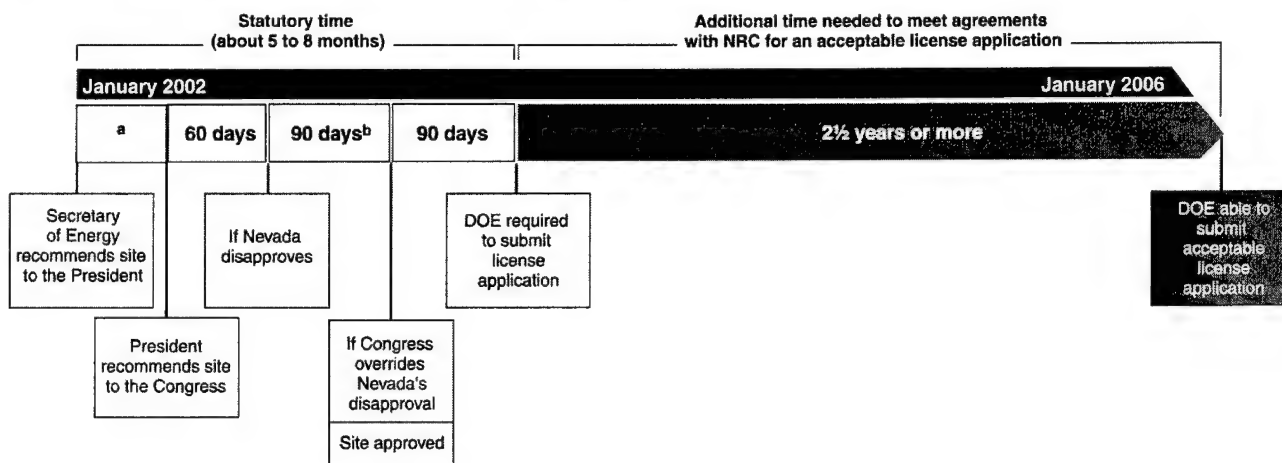 Statutory time
(about 5 to 8 months)
Additional time needed to meet agreements
with NRC for an acceptable license application
January 2002
January 2006
a
60 days
90 daysb
90 days
2½ years or more
Secretary
of Energy
recommends site
to the President
If Nevada
disapproves
DOE required
to submit
license
application
DOE able to
submit
acceptable
license
application
President
recommends site
to the Congress
If Congress
overrides
Nevada's
disapproval
Site approved